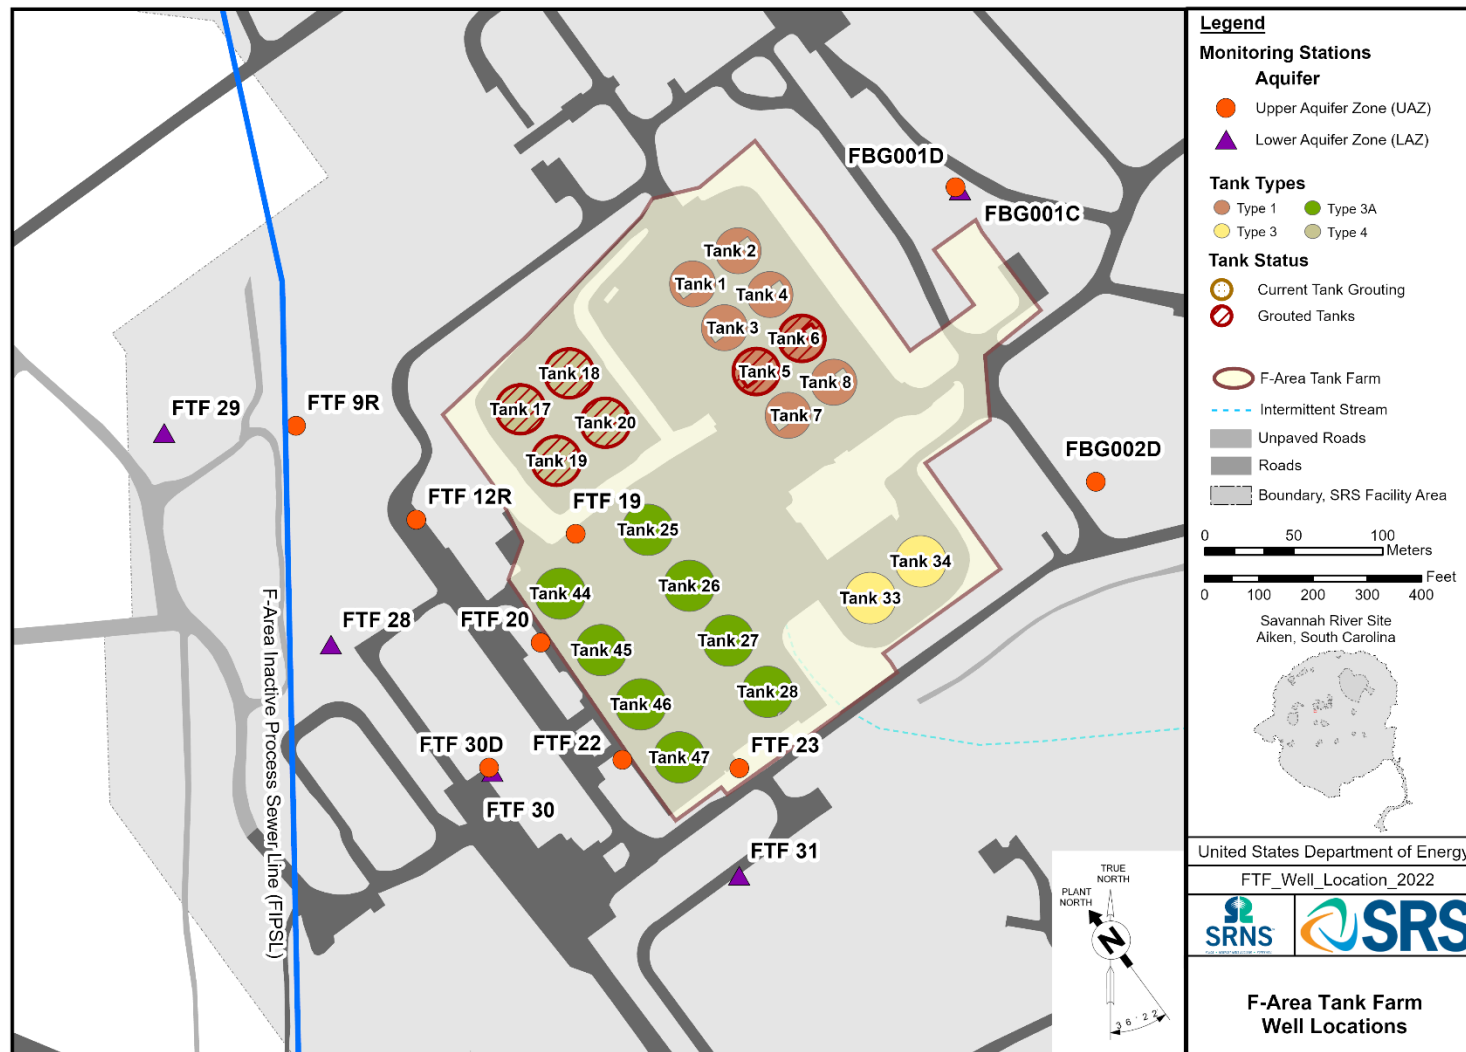 FBG001D
FBG001C
Tank 2
Tank 1
Tank 4
Tank 3
Tank 6
Tank 5
Tank 8
Tank 7
Tank 18
Tank 17
Tank 20
Tank 19
FTF 29
FTF 9R
FBG002D
FTF 12R
FTF 19
Tank 25
Tank 34
Tank 26
Tank 33
Tank 44
FTF 28
FTF 20
Tank 27
Tank 45
Tank 28
Tank 46
FTF 30D
FTF 22
FTF 23
Tank 47
FTF 30
FTF 31
F-Area Inactive Process Sewer Line (FIPSL)
TRUE
NORTH
PLANT
NORTH
N
36°22'
Legend
Monitoring Stations
Aquifer
Upper Aquifer Zone (UAZ)
Lower Aquifer Zone (LAZ)
Tank Types
Type 1
Type 3A
Type 3
Type 4
Tank Status
Current Tank Grouting
Grouted Tanks
F-Area Tank Farm
Intermittent Stream
Unpaved Roads
Roads
Boundary, SRS Facility Area
0 50 100
Meters
Feet
0 100 200 300 400
Savannah River Site
Aiken, South Carolina
United States Department of Energy
FTF_Well_Location_2022
SRNS
SRS
F-Area Tank Farm
Well Locations